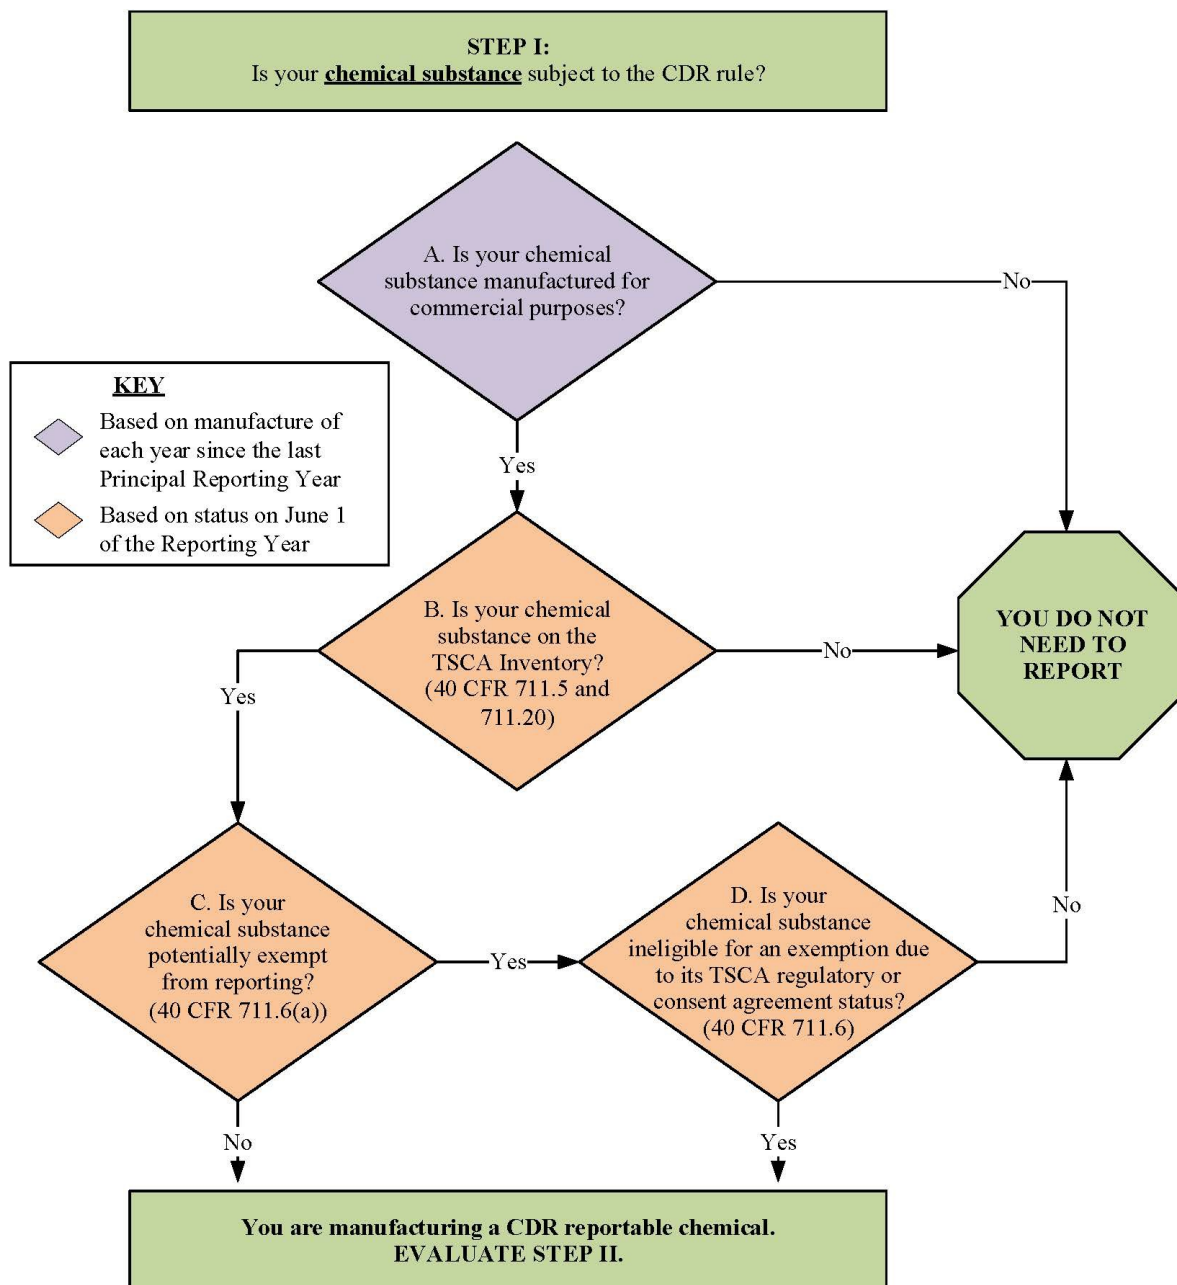 STEP I:
Is your chemical substance subject to the CDR rule?
A. Is your chemical
substance manufactured for
commercial purposes?
No
KEY
Based on manufacture of
each year since the last
Principal Reporting Year
Based on status on June 1
of the Reporting Year
Yes
B. Is your chemical
substance on the
TSCA Inventory?
(40 CFR 711.5 and
711.20)
No
YOU DO NOT
NEED TO
REPORT
Yes
C. Is your
chemical substance
potentially exempt
from reporting?
(40 CFR 711.6(a))
Yes
D. Is your
chemical substance
ineligible for an exemption due
to its TSCA regulatory or
consent agreement status?
(40 CFR 711.6)
No
No
Yes
You are manufacturing a CDR reportable chemical.
EVALUATE STEP II.